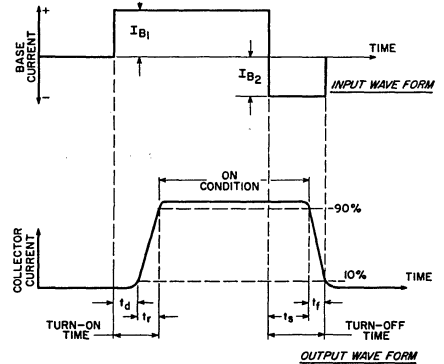 +
BASE
CURRENT
−
I_B1
I_B2
TIME
INPUT WAVE FORM
ON
CONDITION
COLLECTOR
CURRENT
90%
10%
TIME
t_d
t_r
t_s
t_f
TURN-ON
TIME
TURN-OFF
TIME
OUTPUT WAVE FORM